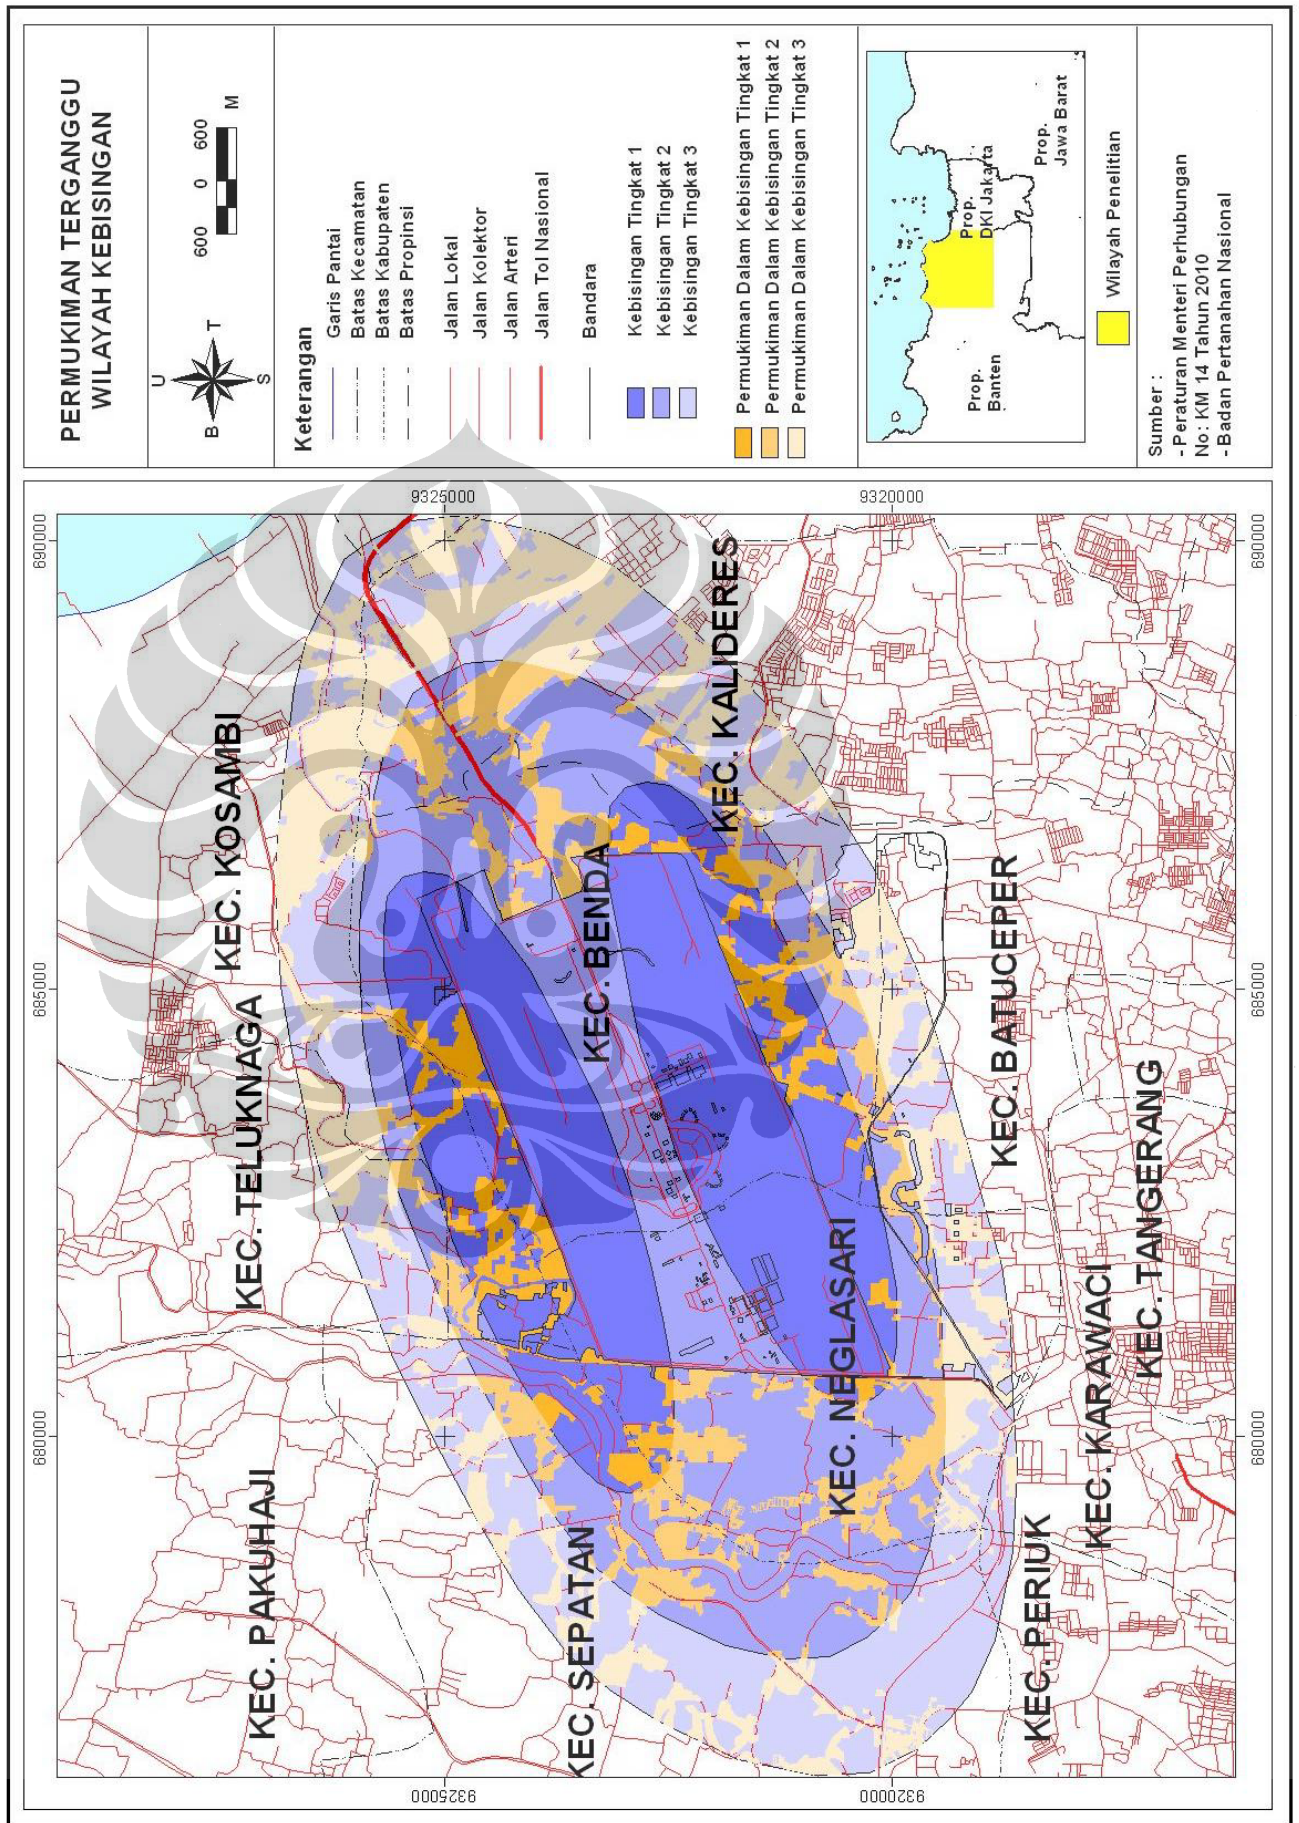 PERMUKIMAN TERGANGGU
WILAYAH KEBISINGAN
U
B
T
S
600
0
600
M
Keterangan
Garis Pantai
Batas Kecamatan
Batas Kabupaten
Batas Propinsi
Jalan Lokal
Jalan Kolektor
Jalan Arteri
Jalan Tol Nasional
Bandara
Kebisingan Tingkat 1
Kebisingan Tingkat 2
Kebisingan Tingkat 3
Permukiman Dalam Kebisingan Tingkat 1
Permukiman Dalam Kebisingan Tingkat 2
Permukiman Dalam Kebisingan Tingkat 3
Prop.
Banten
Prop.
DKI Jakarta
Prop.
Jawa Barat
Wilayah Penelitian
Sumber :
- Peraturan Menteri Perhubungan
No: KM 14 Tahun 2010
- Badan Pertanahan Nasional
680000
685000
690000
9325000
9320000
KEC. PAKUHAJI
KEC. TELUKNAGA
KEC. KOSAMBI
KEC. SEPATAN
KEC. BENDA
KEC. KALIDERES
KEC. NEGLASARI
KEC. BATUCEPER
KEC. PERIUK
KEC. KARAWACI
KEC. TANGERANG
9325000
9320000
680000
685000
690000